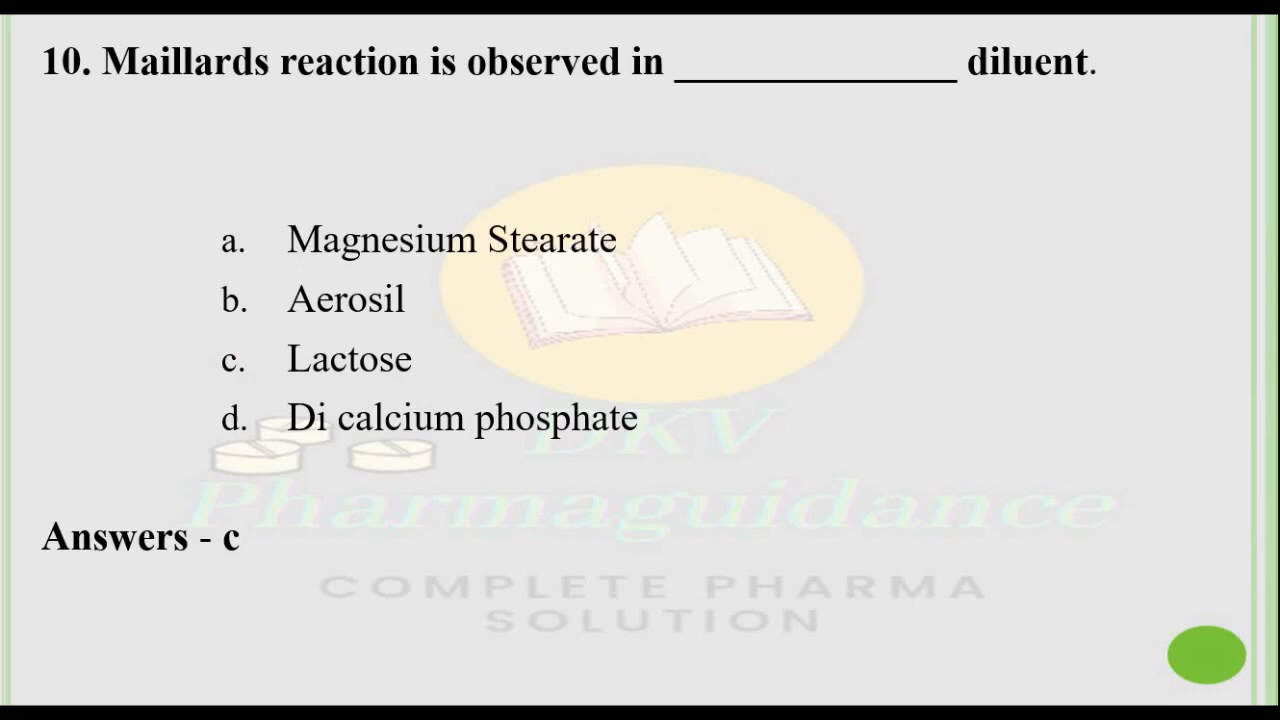 10. Maillards reaction is observed in ______________ diluent.
a. Magnesium Stearate
b. Aerosil
c. Lactose
d. Di calcium phosphate
DKV
Pharmaguidance
Answers - c
COMPLETE PHARMA
SOLUTION